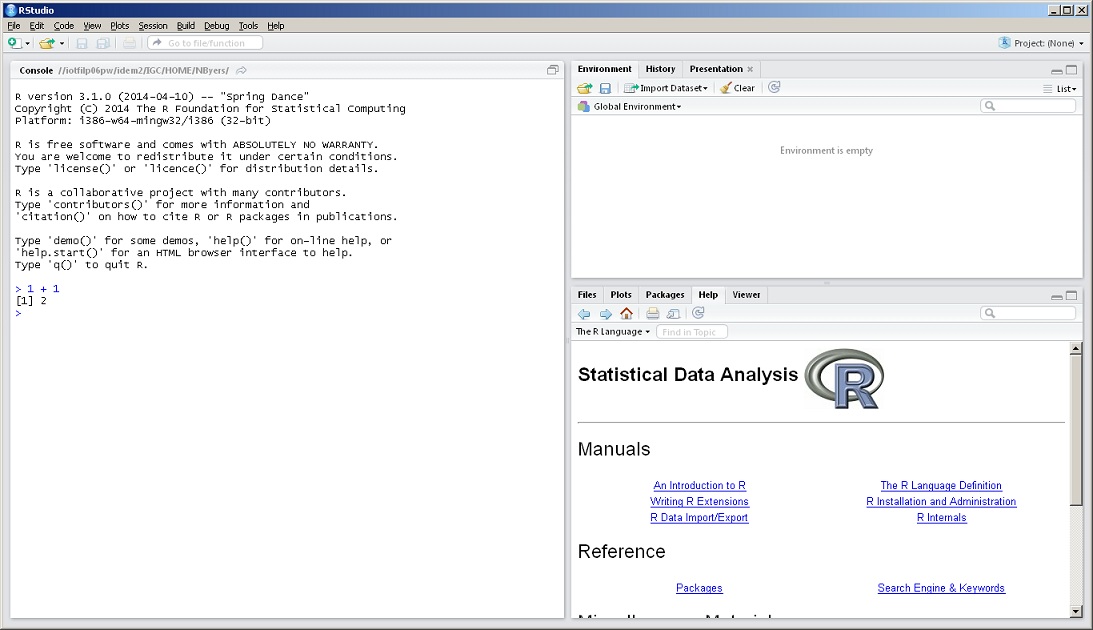 RStudio
File Edit Code View Plots Session Build Debug Tools Help
Go to file/function
Project: (None)
Console //iotfilp06pw/idem2/IGC/HOME/NByers/
R version 3.1.0 (2014-04-10) -- "Spring Dance"
Copyright (C) 2014 The R Foundation for Statistical Computing
Platform: i386-w64-mingw32/i386 (32-bit)
R is free software and comes with ABSOLUTELY NO WARRANTY.
You are welcome to redistribute it under certain conditions.
Type 'license()' or 'licence()' for distribution details.
R is a collaborative project with many contributors.
Type 'contributors()' for more information and
'citation()' on how to cite R or R packages in publications.
Type 'demo()' for some demos, 'help()' for on-line help, or
'help.start()' for an HTML browser interface to help.
Type 'q()' to quit R.
> 1 + 1
[1] 2
>
Environment History Presentation
Import Dataset Clear List
Global Environment
Environment is empty
Files Plots Packages Help Viewer
The R Language Find in Topic
Statistical Data Analysis R
Manuals
An Introduction to R The R Language Definition
Writing R Extensions R Installation and Administration
R Data Import/Export R Internals
Reference
Packages Search Engine & Keywords